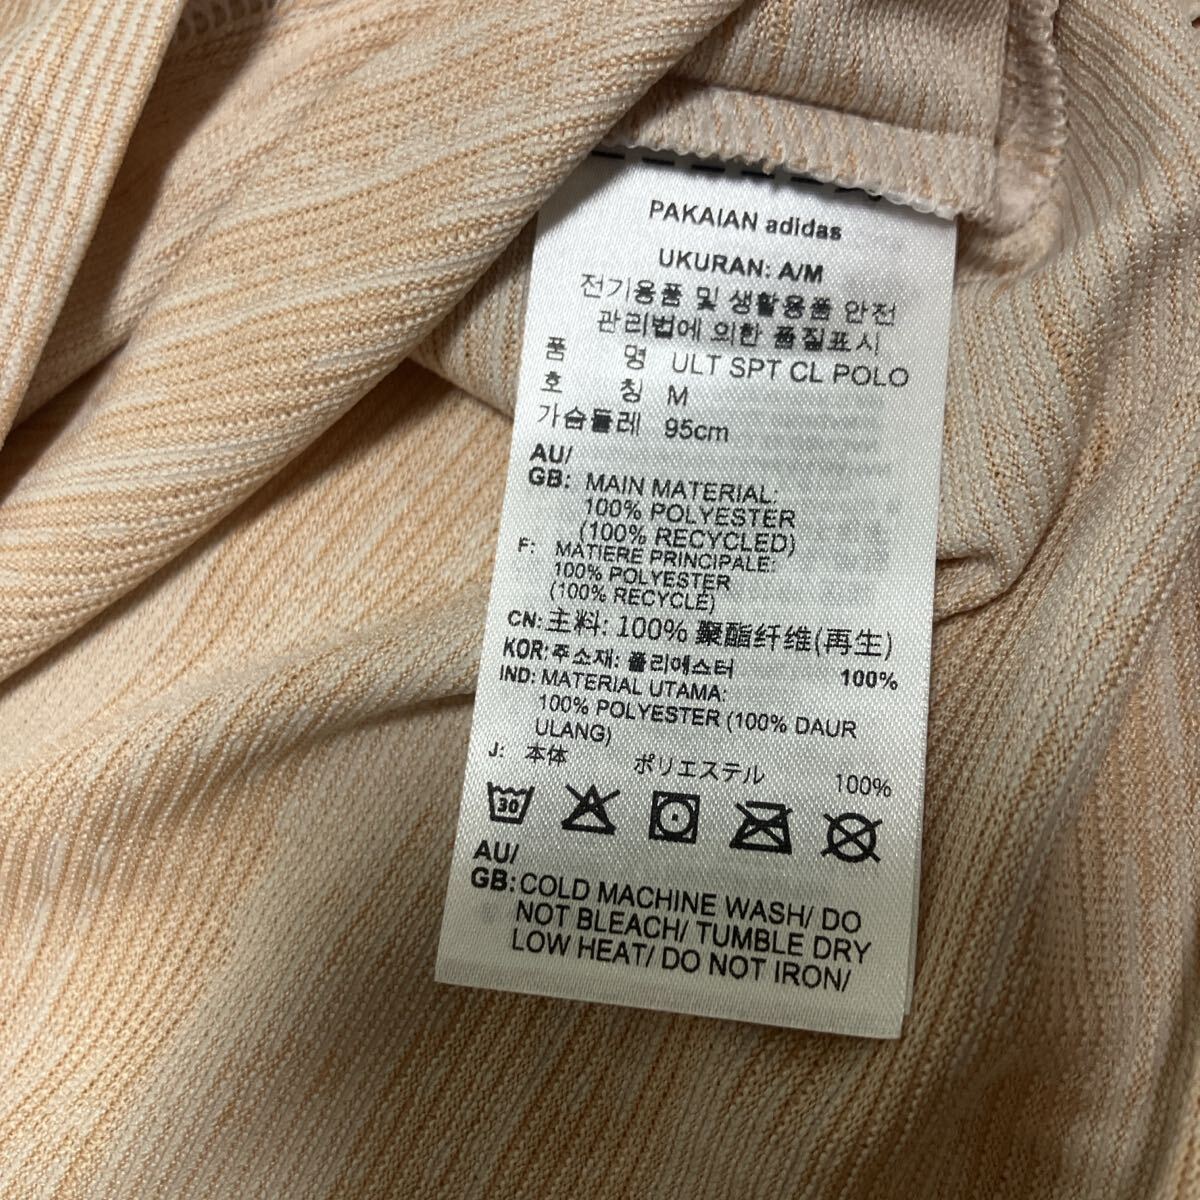 PAKAIAN adidas
UKURAN: A/M
전기용품 및 생활용품 안전
관리법에 의한 품질표시
품 명 ULT SPT CL POLO
호 칭 M
가슴둘레 95cm
AU/
GB: MAIN MATERIAL:
100% POLYESTER
(100% RECYCLED)
F: MATIERE PRINCIPALE:
100% POLYESTER
(100% RECYCLÉ)
CN: 主料: 100% 聚酯纤维(再生)
KOR: 주소재: 폴리에스터 100%
IND: MATERIAL UTAMA:
100% POLYESTER (100% DAUR
ULANG)
J: 本体 ポリエステル 100%
30
AU/
GB: COLD MACHINE WASH/ DO
NOT BLEACH/ TUMBLE DRY
LOW HEAT/ DO NOT IRON/